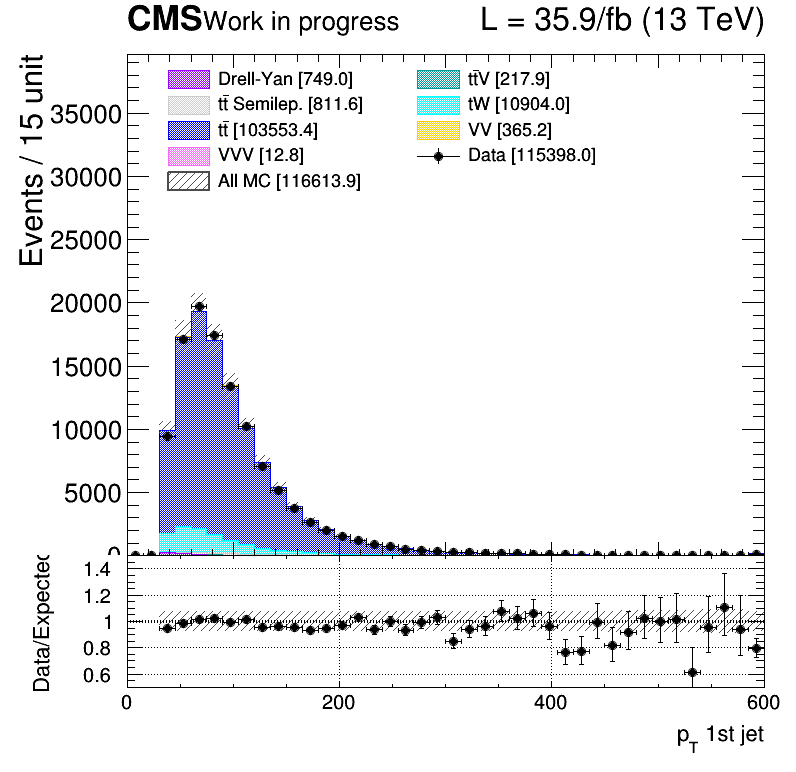 CMS Work in progress L = 35.9/fb (13 TeV)
Events / 15 unit
35000
30000
25000
20000
15000
10000
5000
0
Drell-Yan [749.0]
tt̄ Semilep. [811.6]
tt̄ [103553.4]
VVV [12.8]
All MC [116613.9]
tt̄V [217.9]
tW [10904.0]
VV [365.2]
Data [115398.0]
Data/Expected
1.4
1.2
1
0.8
0.6
0 200 400 600
p_T 1st jet